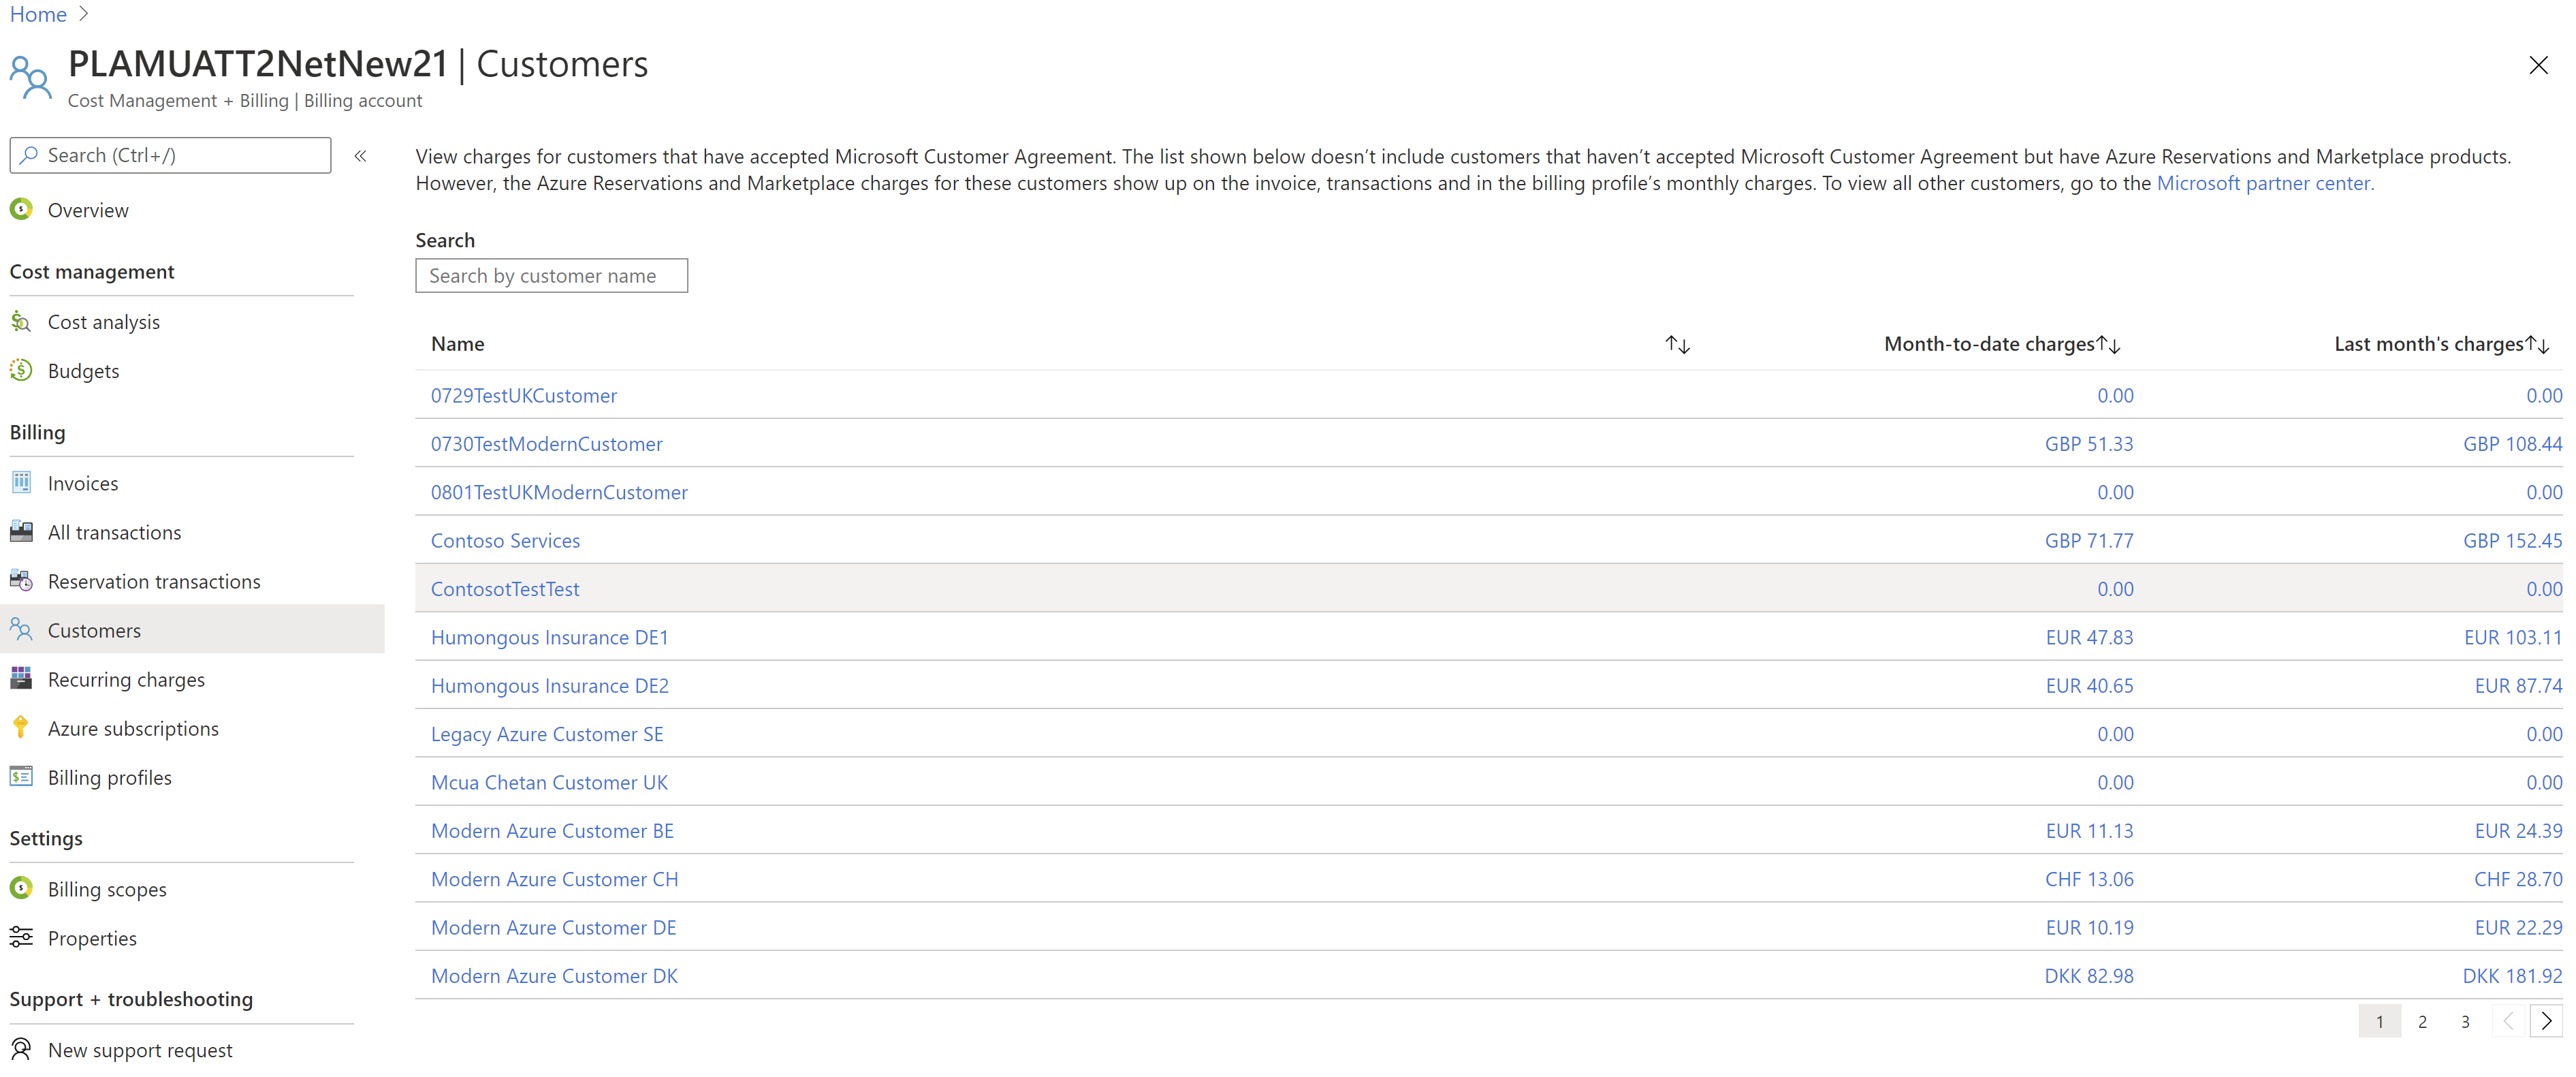 Home
PLAMUATT2NetNew21 | Customers
Cost Management + Billing | Billing account
Search (Ctrl+/)
Overview
Cost management
Cost analysis
Budgets
Billing
Invoices
All transactions
Reservation transactions
Customers
Recurring charges
Azure subscriptions
Billing profiles
Settings
Billing scopes
Properties
Support + troubleshooting
New support request
View charges for customers that have accepted Microsoft Customer Agreement. The list shown below doesn’t include customers that haven’t accepted Microsoft Customer Agreement but have Azure Reservations and Marketplace products.
However, the Azure Reservations and Marketplace charges for these customers show up on the invoice, transactions and in the billing profile’s monthly charges. To view all other customers, go to the Microsoft partner center.
Search
Search by customer name
Name Month-to-date charges Last month's charges
0729TestUKCustomer 0.00 0.00
0730TestModernCustomer GBP 51.33 GBP 108.44
0801TestUKModernCustomer 0.00 0.00
Contoso Services GBP 71.77 GBP 152.45
ContosotTestTest 0.00 0.00
Humongous Insurance DE1 EUR 47.83 EUR 103.11
Humongous Insurance DE2 EUR 40.65 EUR 87.74
Legacy Azure Customer SE 0.00 0.00
Mcua Chetan Customer UK 0.00 0.00
Modern Azure Customer BE EUR 11.13 EUR 24.39
Modern Azure Customer CH CHF 13.06 CHF 28.70
Modern Azure Customer DE EUR 10.19 EUR 22.29
Modern Azure Customer DK DKK 82.98 DKK 181.92
1 2 3